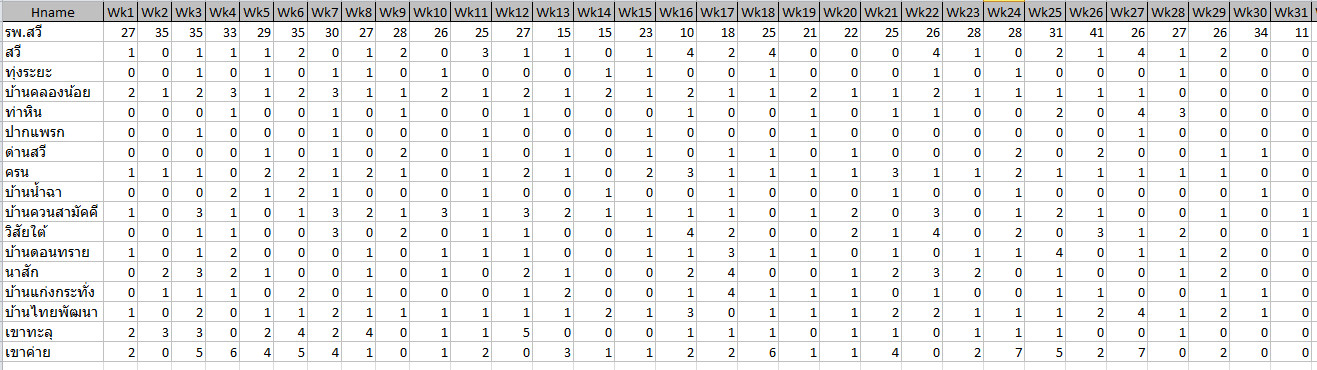 Hname Wk1 Wk2 Wk3 Wk4 Wk5 Wk6 Wk7 Wk8 Wk9 Wk10 Wk11 Wk12 Wk13 Wk14 Wk15 Wk16 Wk17 Wk18 Wk19 Wk20 Wk21 Wk22 Wk23 Wk24 Wk25 Wk26 Wk27 Wk28 Wk29 Wk30 Wk31
รพ.สวี 27 35 35 33 29 35 30 27 28 26 25 27 15 15 23 10 18 25 21 22 25 26 28 28 31 41 26 27 26 34 11
สวี 1 0 1 1 1 2 0 1 2 0 3 1 1 0 1 4 2 4 0 0 0 4 1 0 2 1 4 1 2 0 0
ทุ่งระยะ 0 0 1 0 1 0 1 1 0 1 0 0 0 1 1 0 0 1 0 0 0 1 0 1 0 0 0 1 0 0 0
บ้านคลองน้อย 2 1 2 3 1 2 3 1 1 2 1 2 1 2 1 2 1 1 2 1 1 2 1 1 1 1 1 0 0 0 0
ท่าหิน 0 0 0 1 0 0 1 0 1 0 0 1 0 0 0 1 0 0 1 0 1 1 0 0 2 0 4 3 0 0 0
ปากแพรก 0 0 1 0 0 0 1 0 0 0 1 0 0 0 1 0 0 0 1 0 0 0 0 0 0 0 1 0 0 0 0
ด่านสวี 0 0 0 0 1 0 1 0 2 0 1 0 1 0 1 0 1 1 0 1 0 0 0 2 0 2 0 0 1 1 0
ครน 1 1 1 0 2 2 1 2 1 0 1 2 1 0 2 3 1 1 1 1 3 1 1 2 1 1 1 1 1 0 0
บ้านน้ำฉา 0 0 0 2 1 2 1 0 0 0 1 0 0 1 0 0 1 0 0 0 1 0 0 1 0 0 0 0 0 1 0
บ้านควนสามัคคี 1 0 3 1 0 1 3 2 1 3 1 3 2 1 1 1 1 0 1 2 0 3 0 1 2 1 0 0 1 0 1
วิสัยใต้ 0 0 1 1 0 0 3 0 2 0 1 1 0 0 1 4 2 0 0 2 1 4 0 2 0 3 1 2 0 0 1
บ้านดอนทราย 1 0 1 2 0 0 0 1 0 1 1 1 0 0 1 1 3 1 1 0 1 0 1 1 4 0 1 1 2 0 0
นาสัก 0 2 3 2 1 0 0 1 0 1 0 2 1 0 0 2 4 0 0 1 2 3 2 0 1 0 0 1 2 0 0
บ้านแก่งกระทั่ง 0 1 1 1 0 2 0 1 0 0 0 1 2 0 0 1 4 1 1 1 0 1 0 0 1 1 0 0 1 1 0
บ้านไทยพัฒนา 1 0 2 0 1 1 2 1 1 1 1 1 1 2 1 3 0 1 1 1 2 2 1 1 1 2 4 1 2 1 0
เขาทะลุ 2 3 3 0 2 4 2 4 0 1 1 5 0 0 0 1 1 1 0 1 1 0 1 1 1 0 0 1 0 0 0
เขาค่าย 2 0 5 6 4 5 4 1 0 1 2 0 3 1 1 2 2 6 1 1 4 0 2 7 5 2 7 0 2 0 0